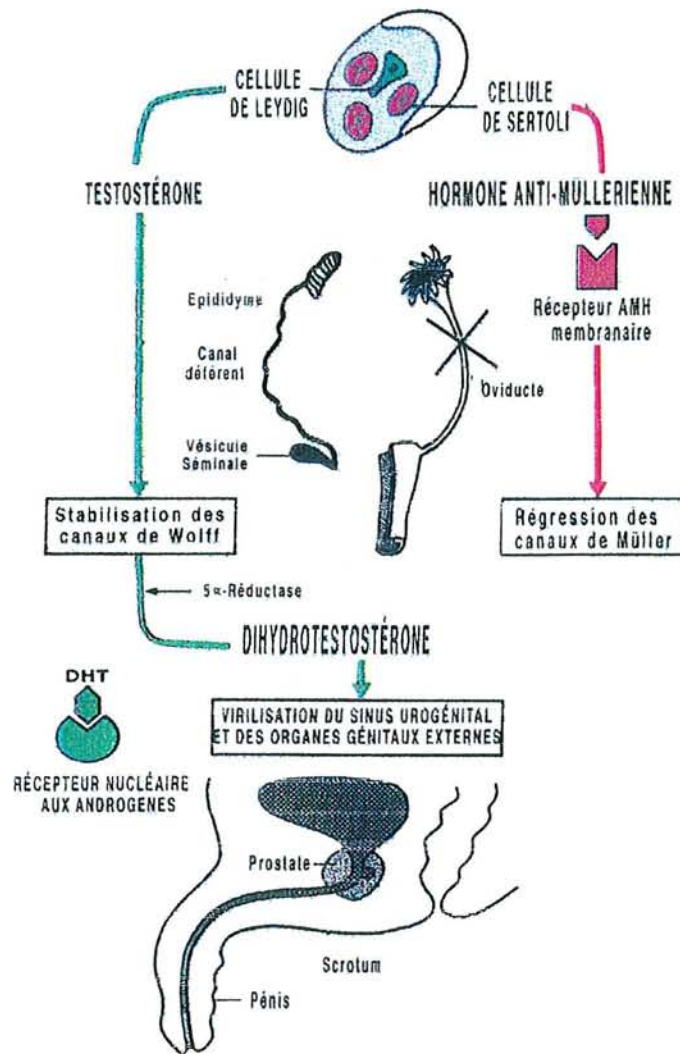 CELLULE
DE LEYDIG
CELLULE
DE SERTOLI
TESTOSTÉRONE
HORMONE ANTI-MÜLLERIENNE
Récepteur AMH
membranaire
Epididyme
Canal
déférent
Oviducte
Vésicule
Séminale
Stabilisation des
canaux de Wolff
Régression des
canaux de Müller
5α-Réductase
DIHYDROTESTOSTÉRONE
DHT
RÉCEPTEUR NUCLÉAIRE
AUX ANDROGENES
VIRILISATION DU SINUS UROGÉNITAL
ET DES ORGANES GÉNITAUX EXTERNES
Prostate
Scrotum
Pénis